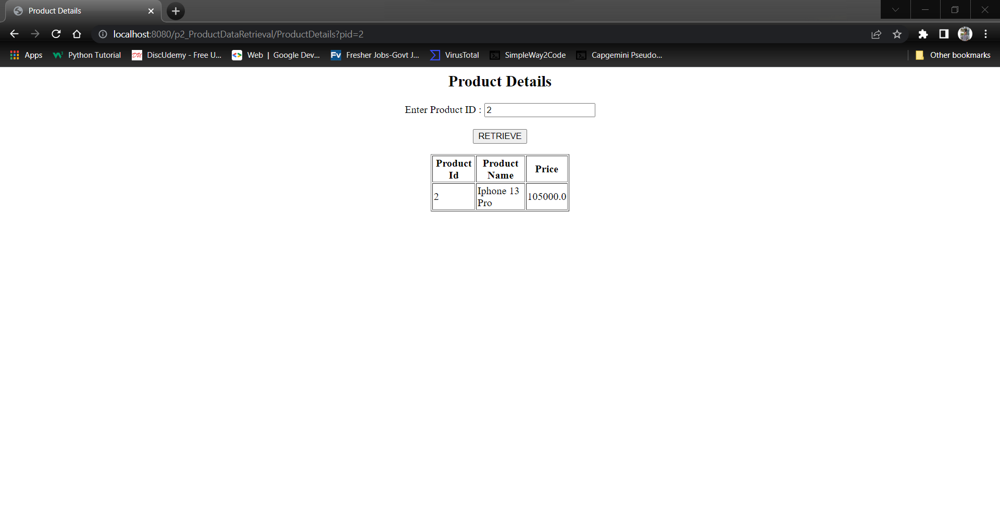 Product Details
localhost:8080/p2_ProductDataRetrieval/ProductDetails?pid=2
Apps Python Tutorial DiscUdemy - Free U... Web | Google Dev... Fresher Jobs-Govt J... VirusTotal SimpleWay2Code Capgemini Pseudo... Other bookmarks
Product Details
Enter Product ID : 2
RETRIEVE
Product Id Product Name Price
2 Iphone 13 Pro 105000.0